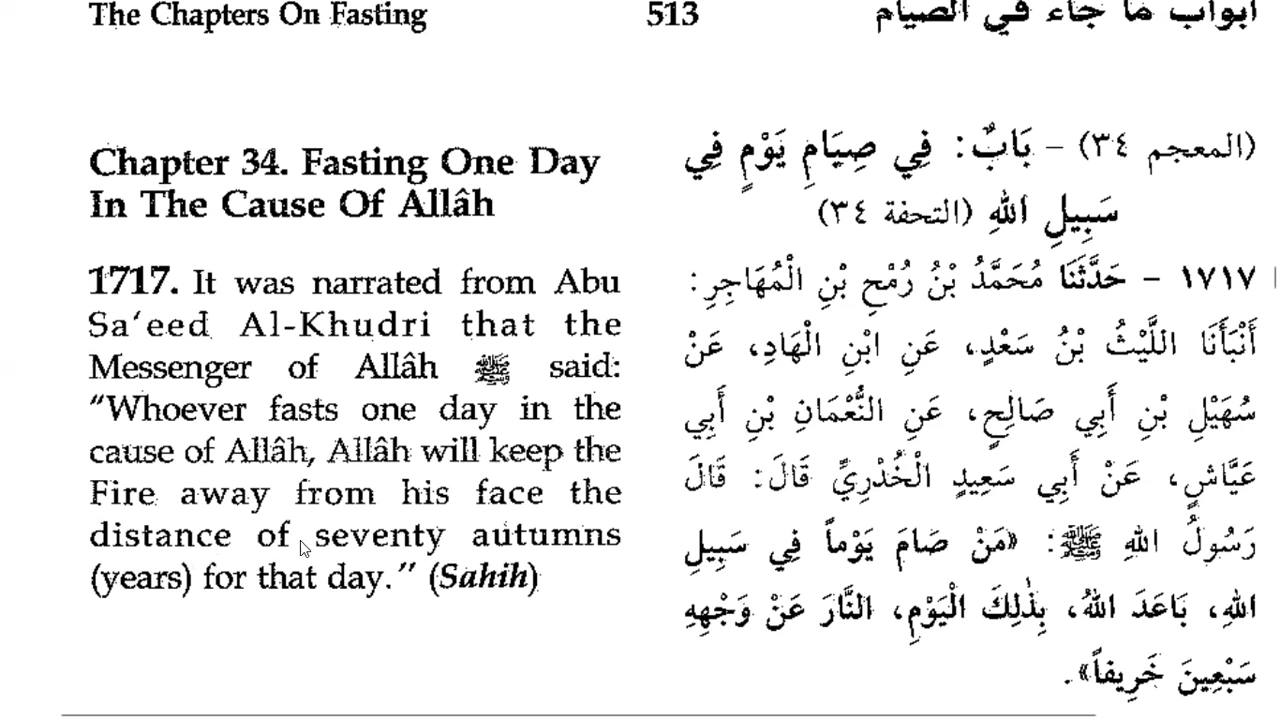 The Chapters On Fasting
513
أبواب ما جاء في الصيام
Chapter 34. Fasting One Day
In The Cause Of Allâh
1717. It was narrated from Abu
Sa'eed Al-Khudri that the
Messenger of Allâh ﷺ said:
"Whoever fasts one day in the
cause of Allâh, Allâh will keep the
Fire away from his face the
distance of seventy autumns
(years) for that day." (Sahih)
(المعجم ٣٤) - بَابٌ: فِي صِيَامِ يَوْمٍ فِي
سَبِيلِ اللهِ (التحفة ٣٤)
١٧١٧ - حَدَّثَنَا مُحَمَّدُ بْنُ رُمْحِ بْنِ الْمُهَاجِرِ:
أَنْبَأَنَا اللَّيْثُ بْنُ سَعْدٍ، عَنِ ابْنِ الْهَادِ، عَنْ
سُهَيْلِ بْنِ أَبِي صَالِحٍ، عَنِ النُّعْمَانِ بْنِ أَبِي
عَيَّاشٍ، عَنْ أَبِي سَعِيدٍ الْخُدْرِيِّ قَالَ: قَالَ
رَسُولُ اللهِ ﷺ: «مَنْ صَامَ يَوْماً فِي سَبِيلِ
اللهِ، بَاعَدَ اللهُ، بِذٰلِكَ الْيَوْمِ، النَّارَ عَنْ وَجْهِهِ
سَبْعِينَ خَرِيفاً».